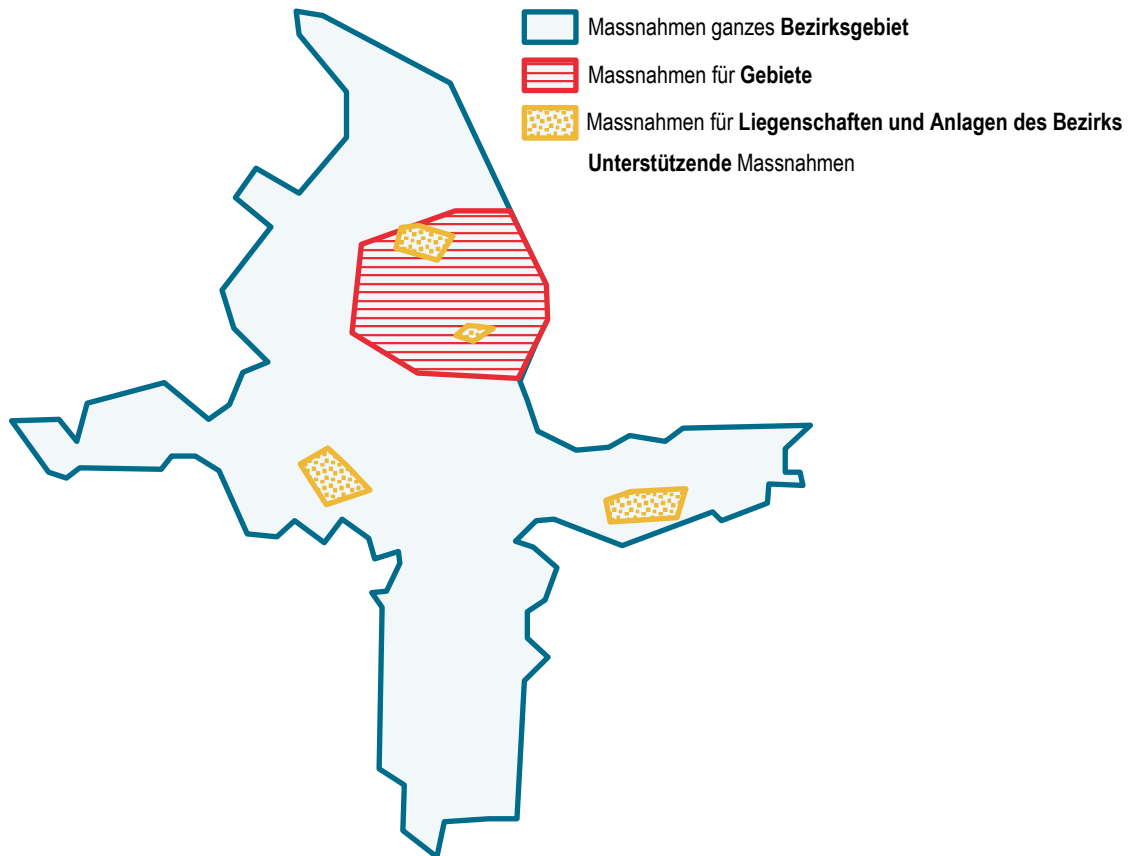 Massnahmen ganzes Bezirksgebiet
Massnahmen für Gebiete
Massnahmen für Liegenschaften und Anlagen des Bezirks
Unterstützende Massnahmen